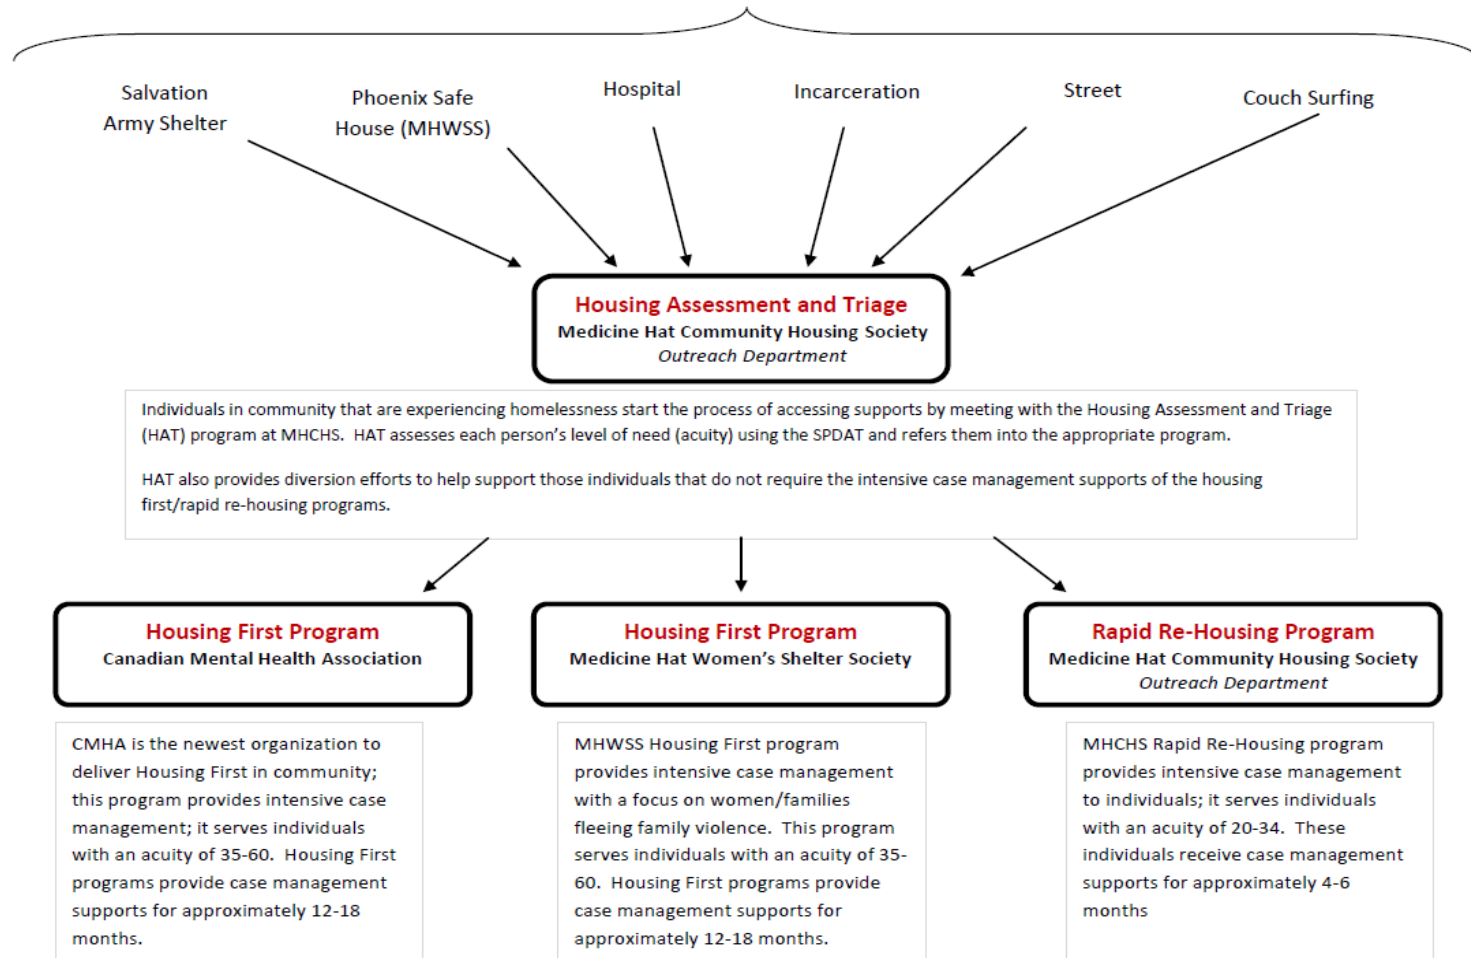 Salvation
Army Shelter
Phoenix Safe
House (MHWSS)
Hospital
Incarceration
Street
Couch Surfing
Housing Assessment and Triage
Medicine Hat Community Housing Society
Outreach Department
Individuals in community that are experiencing homelessness start the process of accessing supports by meeting with the Housing Assessment and Triage
(HAT) program at MHCHS.  HAT assesses each person's level of need (acuity) using the SPDAT and refers them into the appropriate program.
HAT also provides diversion efforts to help support those individuals that do not require the intensive case management supports of the housing
first/rapid re-housing programs.
Housing First Program
Canadian Mental Health Association
Housing First Program
Medicine Hat Women's Shelter Society
Rapid Re-Housing Program
Medicine Hat Community Housing Society
Outreach Department
CMHA is the newest organization to
deliver Housing First in community;
this program provides intensive case
management; it serves individuals
with an acuity of 35-60.  Housing First
programs provide case management
supports for approximately 12-18
months.
MHWSS Housing First program
provides intensive case management
with a focus on women/families
fleeing family violence.  This program
serves individuals with an acuity of 35-
60.  Housing First programs provide
case management supports for
approximately 12-18 months.
MHCHS Rapid Re-Housing program
provides intensive case management
to individuals; it serves individuals
with an acuity of 20-34.  These
individuals receive case management
supports for approximately 4-6
months